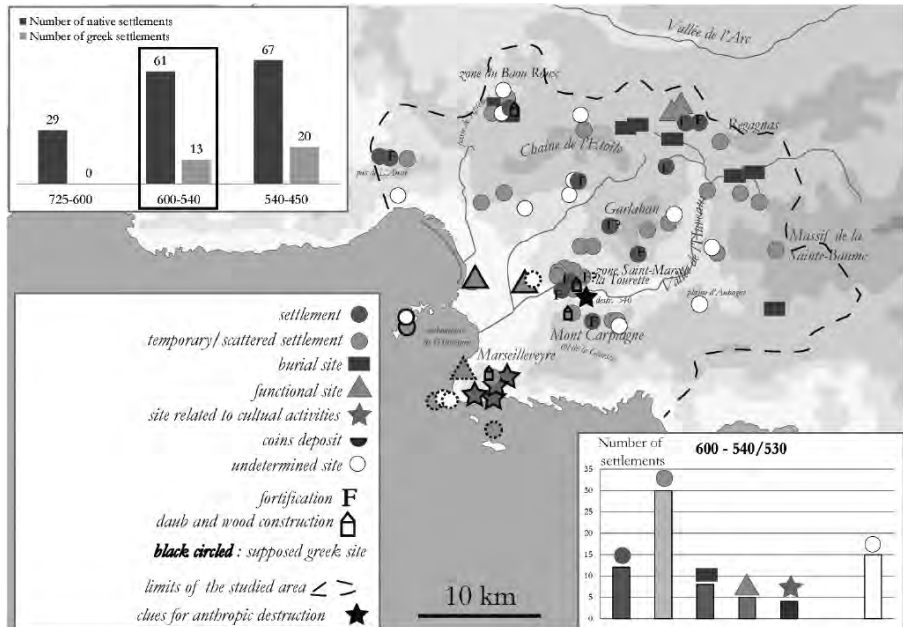 Number of native settlements
Number of greek settlements
29
0
61
13
67
20
725-600
600-540
540-450
Vallée de l'Arc
zone du Baou Roux
Chaîne de l'Etoile
Regagnas
Garlaban
Massif de la
Sainte-Baume
zone Saint-Marcel
la Tourette
destr. 540
plaine d'Aubagne
Mont Carpiagne
Marseilleveyre
F
F
F
F
F
settlement
temporary/ scattered settlement
burial site
functional site
site related to cultual activities
coins deposit
undetermined site
fortification F
daub and wood construction
black circled : supposed greek site
limits of the studied area
clues for anthropic destruction
10 km
Number of
settlements
600 - 540/530
35
30
25
20
15
10
5
0